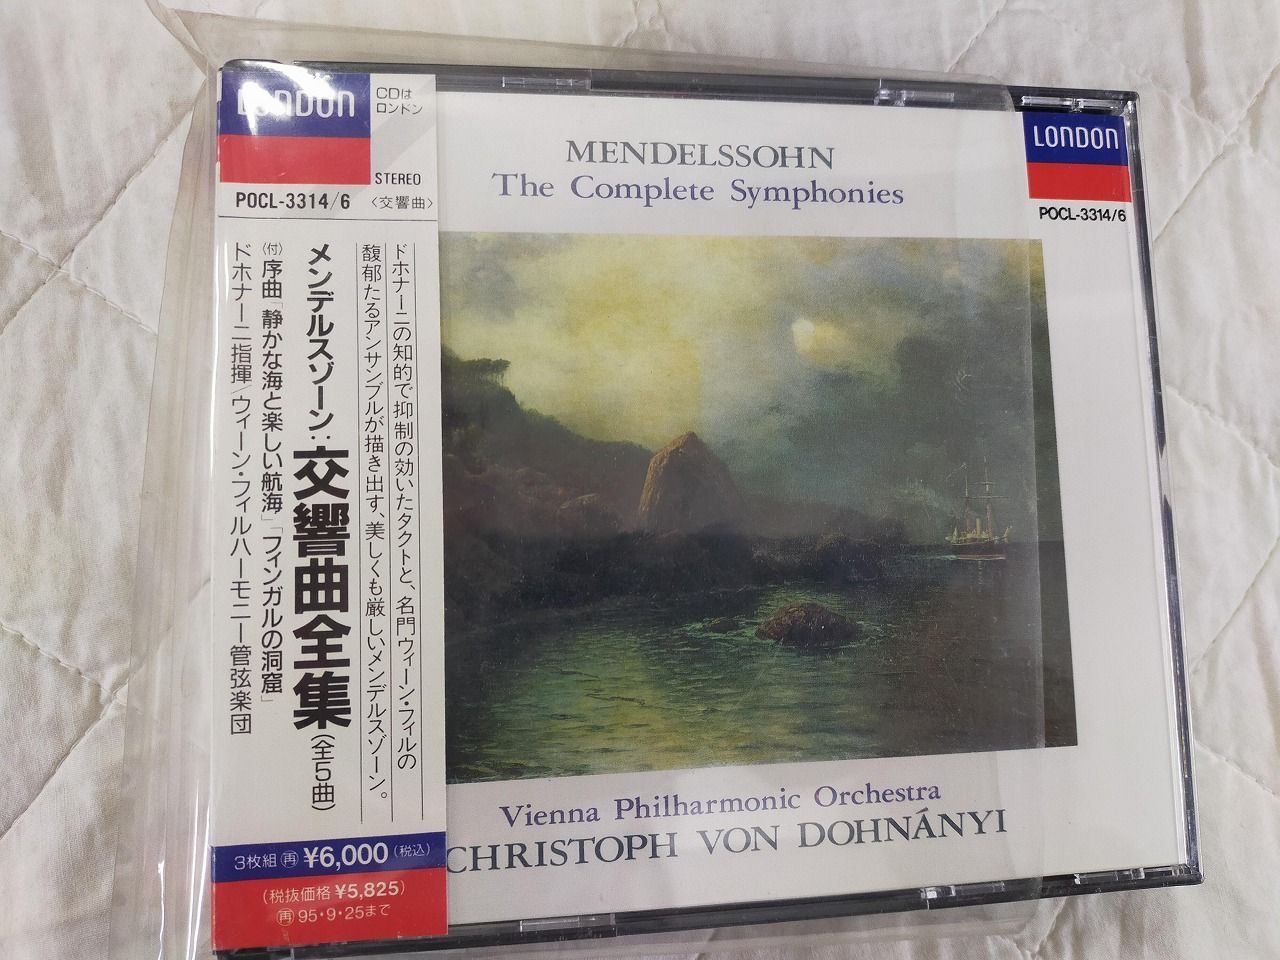 LONDON
CDは
ロンドン
STEREO
POCL-3314/6
〈交響曲〉
ドホナーニの知的で抑制の効いたタクトと、名門ウィーン・フィルの
馥郁たるアンサンブルが描き出す、美しくも厳しいメンデルスゾーン。
メンデルスゾーン:交響曲全集(全5曲)
〈付〉序曲「静かな海と楽しい航海」「フィンガルの洞窟」
ドホナーニ指揮/ウィーン・フィルハーモニー管弦楽団
3枚組 再 ¥6,000(税込)
(税抜価格 ¥5,825)
再 95・9・25まで
MENDELSSOHN
The Complete Symphonies
LONDON
POCL-3314/6
Vienna Philharmonic Orchestra
CHRISTOPH VON DOHNÁNYI